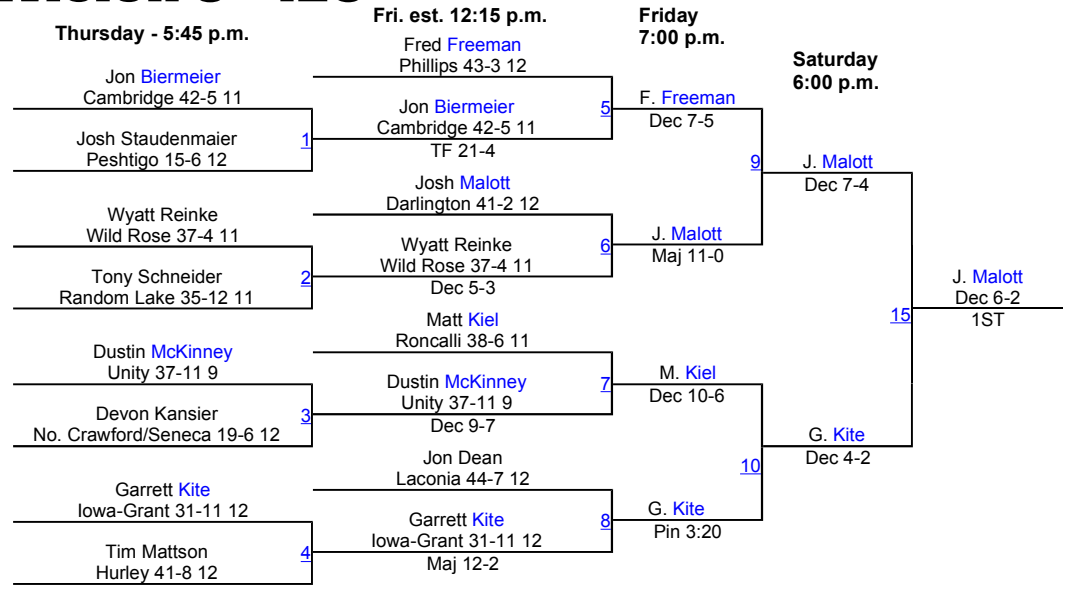 Thursday - 5:45 p.m.
Jon Biermeier
Cambridge 42-5 11
Josh Staudenmaier
Peshtigo 15-6 12
1
Wyatt Reinke
Wild Rose 37-4 11
Tony Schneider
Random Lake 35-12 11
2
Dustin McKinney
Unity 37-11 9
Devon Kansier
No. Crawford/Seneca 19-6 12
3
Garrett Kite
Iowa-Grant 31-11 12
Tim Mattson
Hurley 41-8 12
4
Fri. est. 12:15 p.m.
Fred Freeman
Phillips 43-3 12
Jon Biermeier
Cambridge 42-5 11
TF 21-4
5
Josh Malott
Darlington 41-2 12
Wyatt Reinke
Wild Rose 37-4 11
Dec 5-3
6
Matt Kiel
Roncalli 38-6 11
Dustin McKinney
Unity 37-11 9
Dec 9-7
7
Jon Dean
Laconia 44-7 12
Garrett Kite
Iowa-Grant 31-11 12
Maj 12-2
8
Friday
7:00 p.m.
F. Freeman
Dec 7-5
J. Malott
Maj 11-0
9
M. Kiel
Dec 10-6
G. Kite
Pin 3:20
10
Saturday
6:00 p.m.
J. Malott
Dec 7-4
G. Kite
Dec 4-2
15
J. Malott
Dec 6-2
1ST